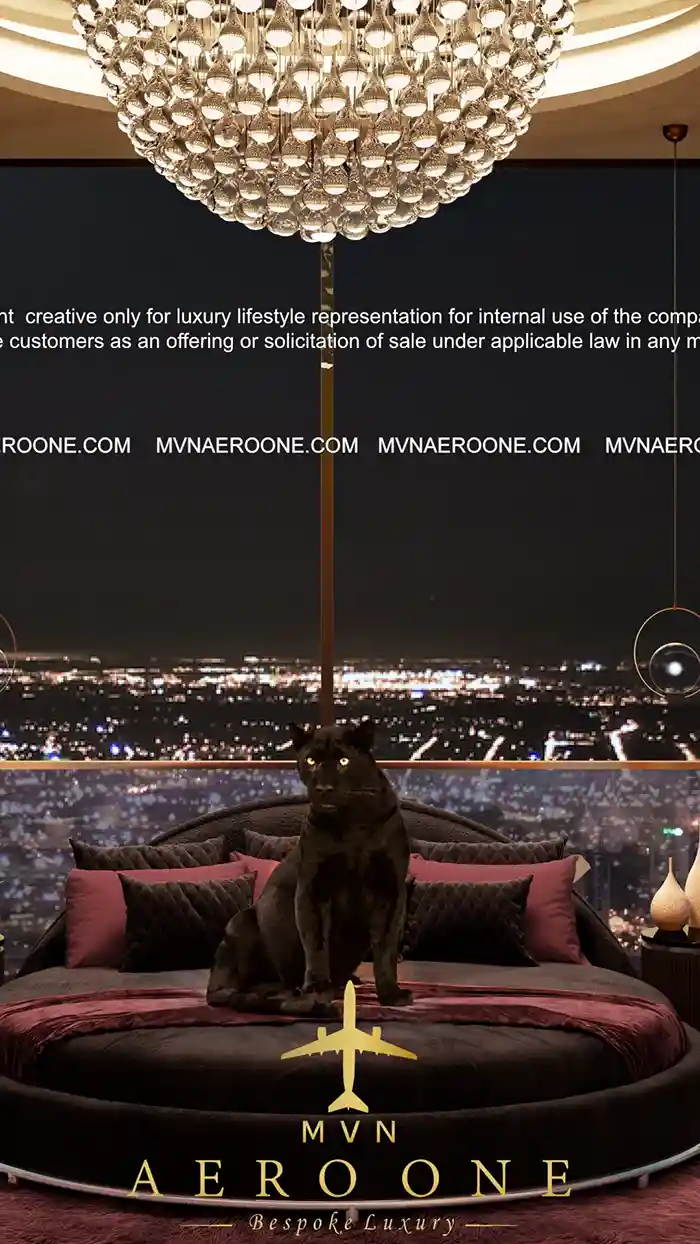 creative only for luxury lifestyle representation for internal use of the
customers as an offering or solicitation of sale under applicable law in any
MVNAEROONE.COM MVNAEROONE.COM
MVN
AERO ONE
Bespoke Luxury